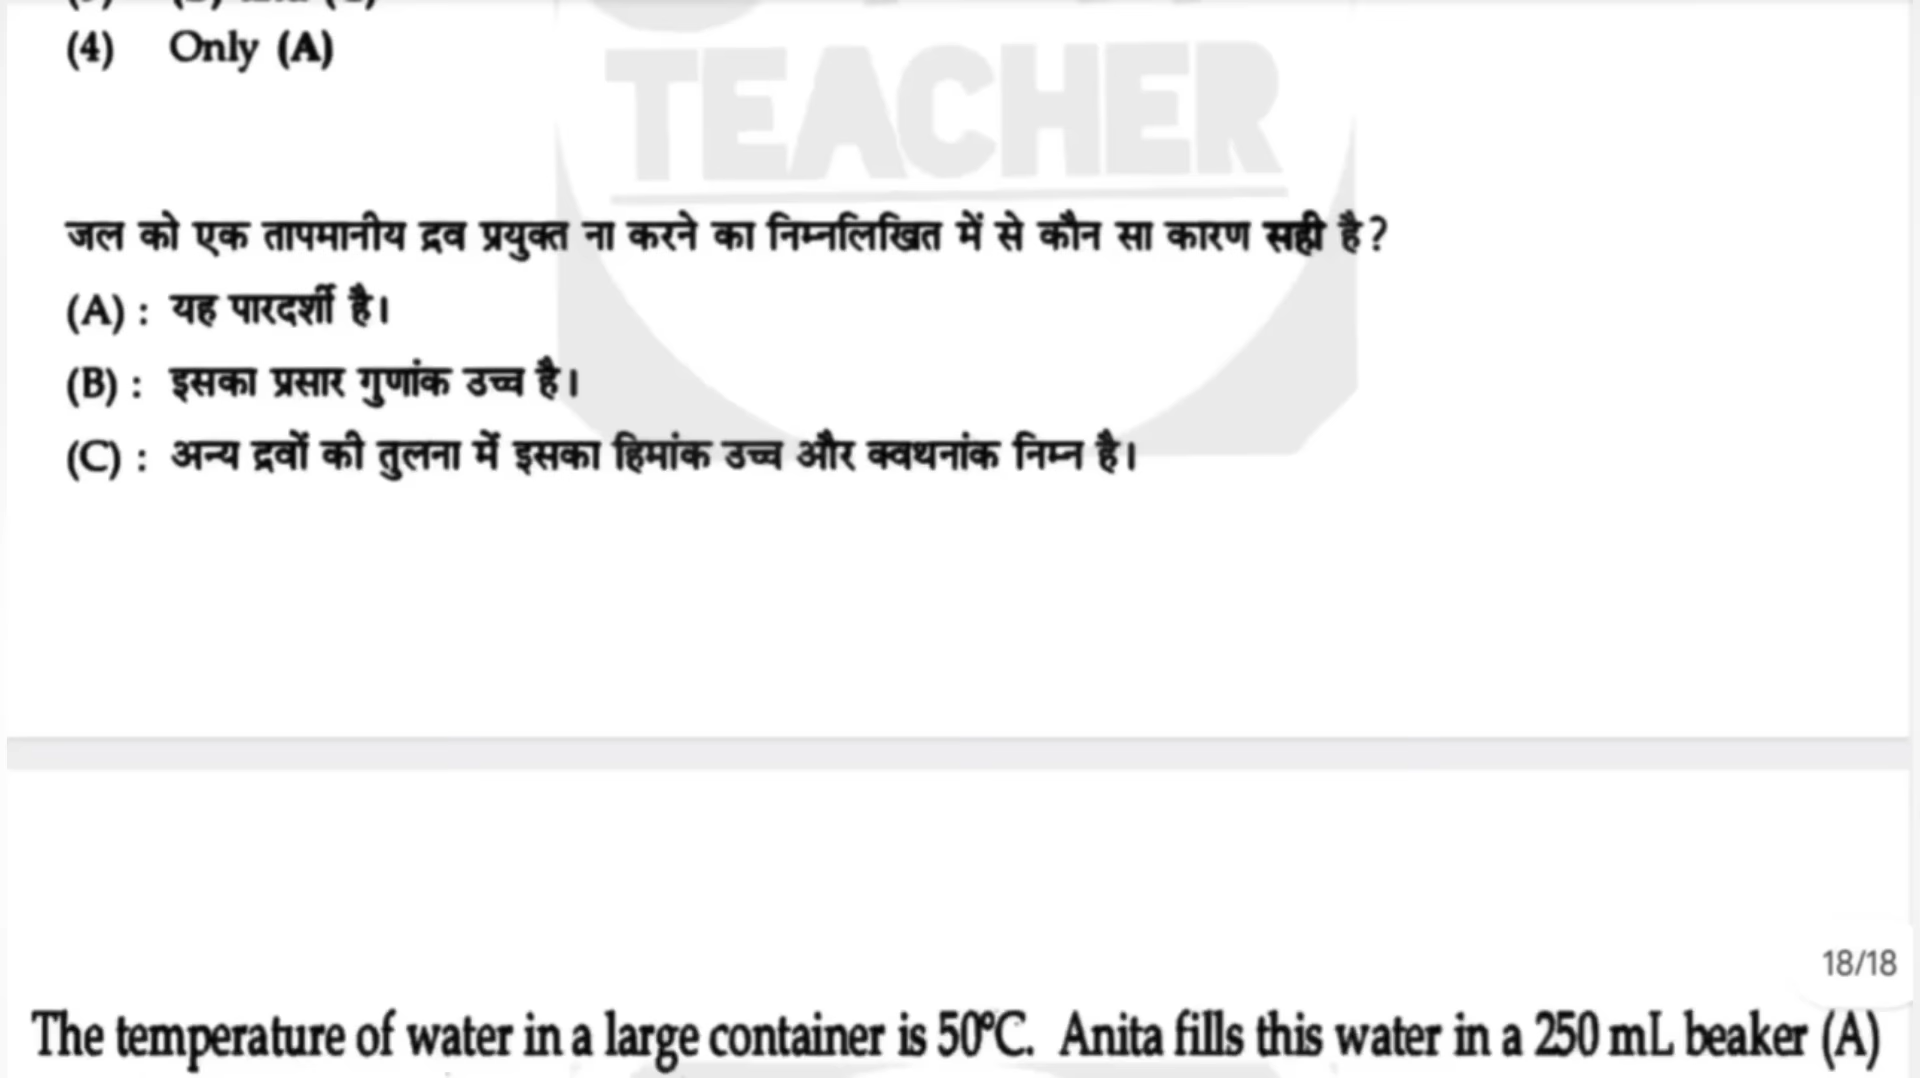 (4) Only (A)
TEACHER
जल को एक तापमानीय द्रव प्रयुक्त ना करने का निम्नलिखित में से कौन सा कारण सही है?
(A) : यह पारदर्शी है।
(B) : इसका प्रसार गुणांक उच्च है।
(C) : अन्य द्रवों की तुलना में इसका हिमांक उच्च और क्वथनांक निम्न है।
18/18
The temperature of water in a large container is 50°C. Anita fills this water in a 250 mL beaker (A)